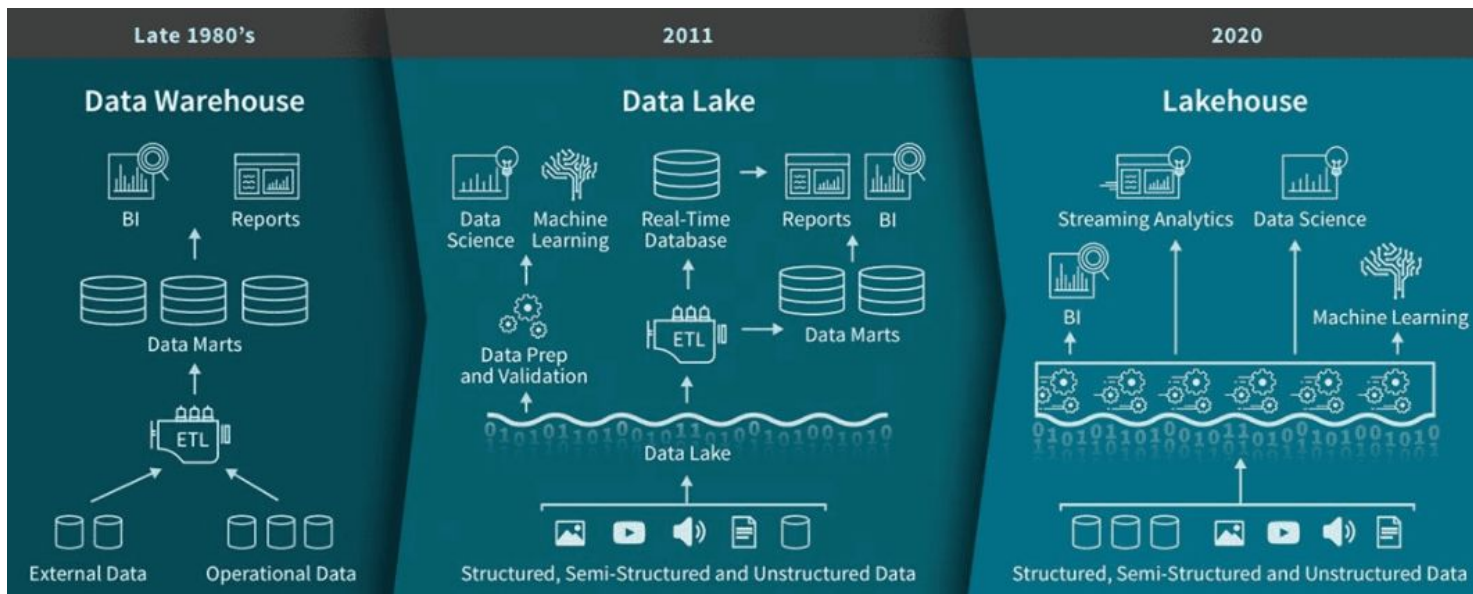 Late 1980's
Data Warehouse
BI
Reports
Data Marts
ETL
External Data
Operational Data
2011
Data Lake
Data
Science
Machine
Learning
Real-Time
Database
Reports
BI
Data Prep
and Validation
ETL
Data Marts
Data Lake
Structured, Semi-Structured and Unstructured Data
2020
Lakehouse
Streaming Analytics
Data Science
BI
Machine Learning
Structured, Semi-Structured and Unstructured Data